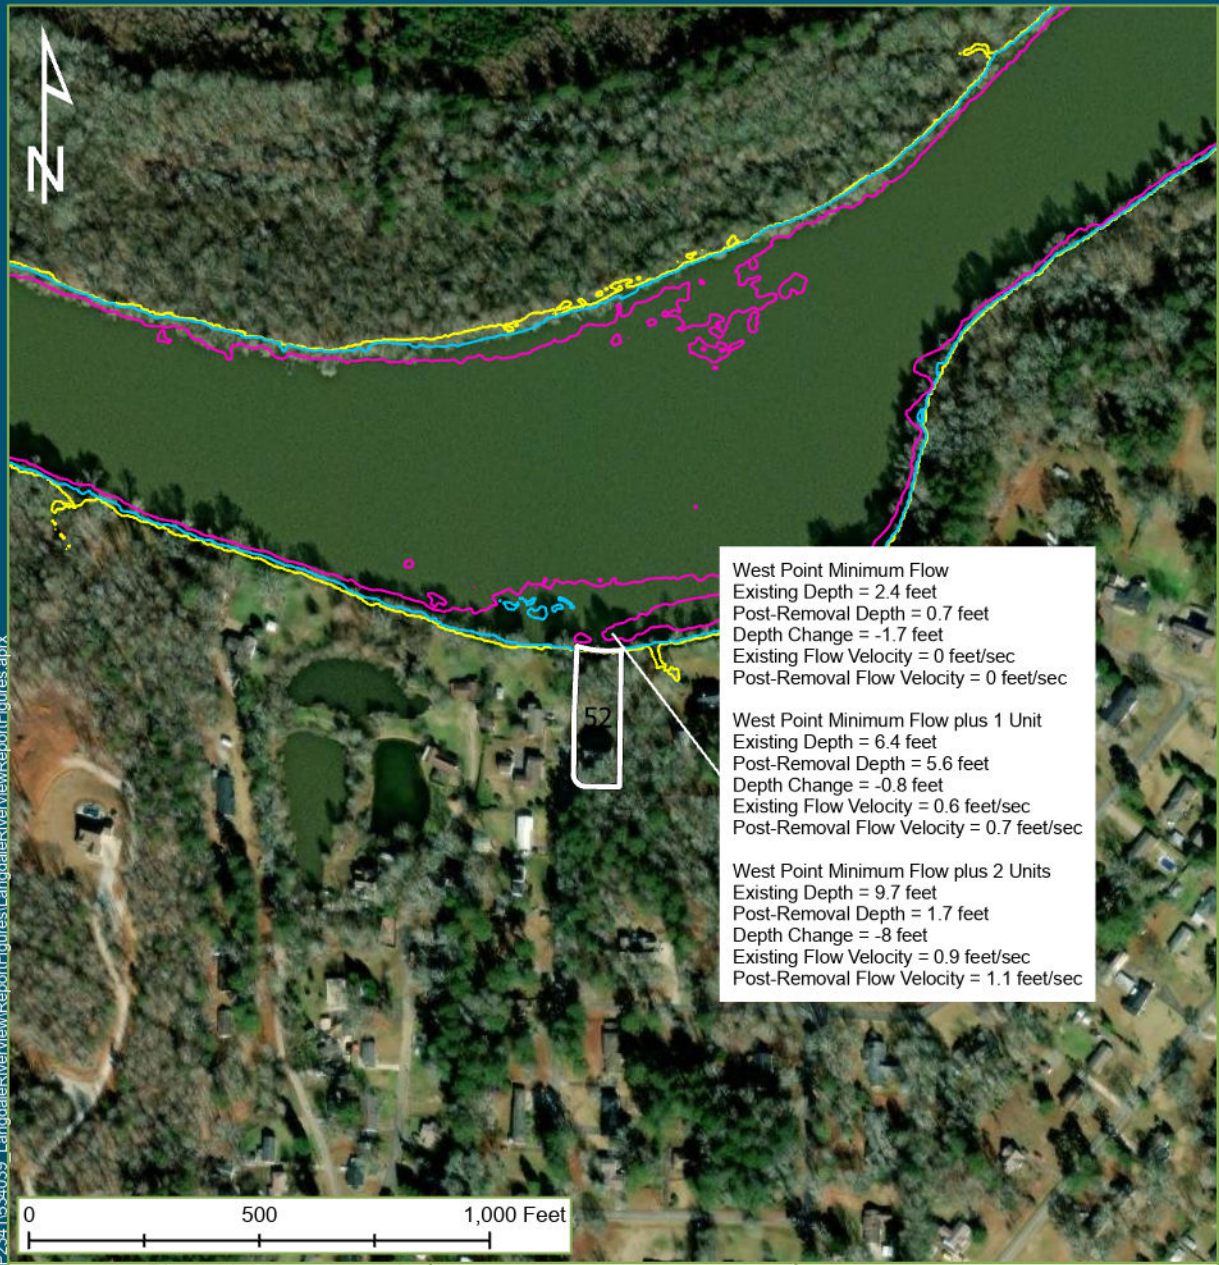 N
West Point Minimum Flow
Existing Depth = 2.4 feet
Post-Removal Depth = 0.7 feet
Depth Change = -1.7 feet
Existing Flow Velocity = 0 feet/sec
Post-Removal Flow Velocity = 0 feet/sec
West Point Minimum Flow plus 1 Unit
Existing Depth = 6.4 feet
Post-Removal Depth = 5.6 feet
Depth Change = -0.8 feet
Existing Flow Velocity = 0.6 feet/sec
Post-Removal Flow Velocity = 0.7 feet/sec
West Point Minimum Flow plus 2 Units
Existing Depth = 9.7 feet
Post-Removal Depth = 1.7 feet
Depth Change = -8 feet
Existing Flow Velocity = 0.9 feet/sec
Post-Removal Flow Velocity = 1.1 feet/sec
52
0 500 1,000 Feet